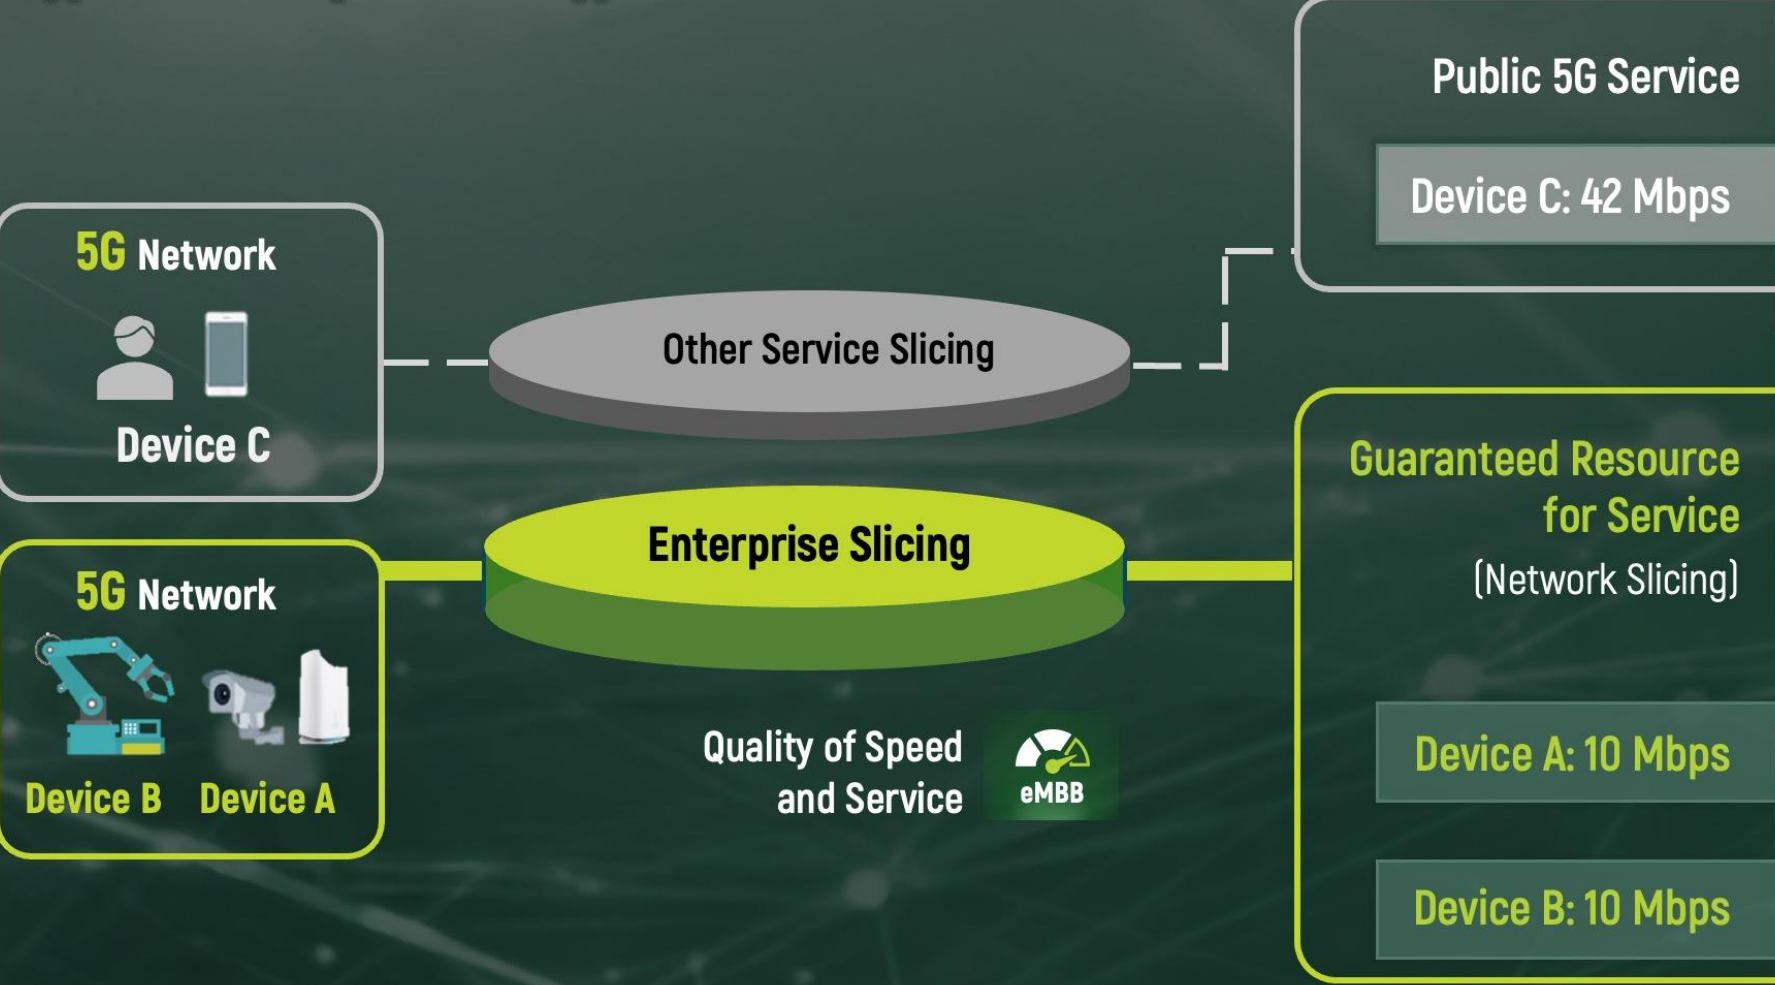 Public 5G Service
Device C: 42 Mbps
5G Network
Device C
Other Service Slicing
Enterprise Slicing
5G Network
Device B
Device A
Quality of Speed
and Service
eMBB
Guaranteed Resource
for Service
(Network Slicing)
Device A: 10 Mbps
Device B: 10 Mbps